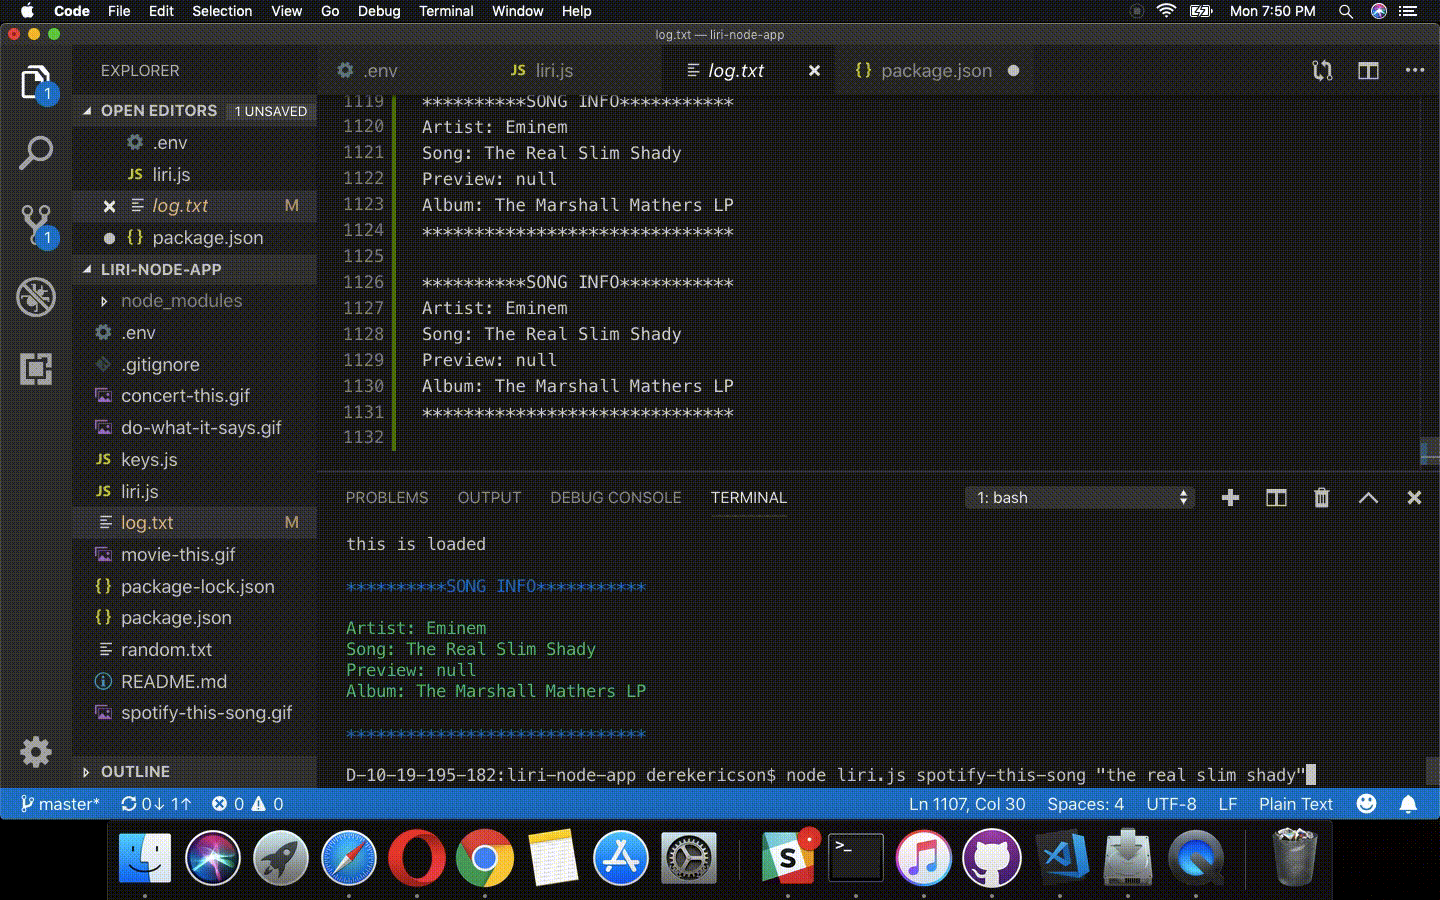 Code File Edit Selection View Go Debug Terminal Window Help Mon 7:50 PM
log.txt — liri-node-app
EXPLORER
OPEN EDITORS 1 UNSAVED
.env
JS liri.js
log.txt M
{} package.json
LIRI-NODE-APP
node_modules
.env
.gitignore
concert-this.gif
do-what-it-says.gif
JS keys.js
JS liri.js
log.txt M
movie-this.gif
{} package-lock.json
{} package.json
random.txt
README.md
spotify-this-song.gif
OUTLINE
1
1
.env JS liri.js log.txt {} package.json
1119 **********SONG INFO***********
1120 Artist: Eminem
1121 Song: The Real Slim Shady
1122 Preview: null
1123 Album: The Marshall Mathers LP
1124 ******************************
1125
1126 **********SONG INFO***********
1127 Artist: Eminem
1128 Song: The Real Slim Shady
1129 Preview: null
1130 Album: The Marshall Mathers LP
1131 ******************************
1132
PROBLEMS OUTPUT DEBUG CONSOLE TERMINAL 1: bash
this is loaded
**********SONG INFO***********
Artist: Eminem
Song: The Real Slim Shady
Preview: null
Album: The Marshall Mathers LP
******************************
D-10-19-195-182:liri-node-app derekericson$ node liri.js spotify-this-song "the real slim shady"
master* 0↓ 1↑ 0 0 Ln 1107, Col 30 Spaces: 4 UTF-8 LF Plain Text
S >_